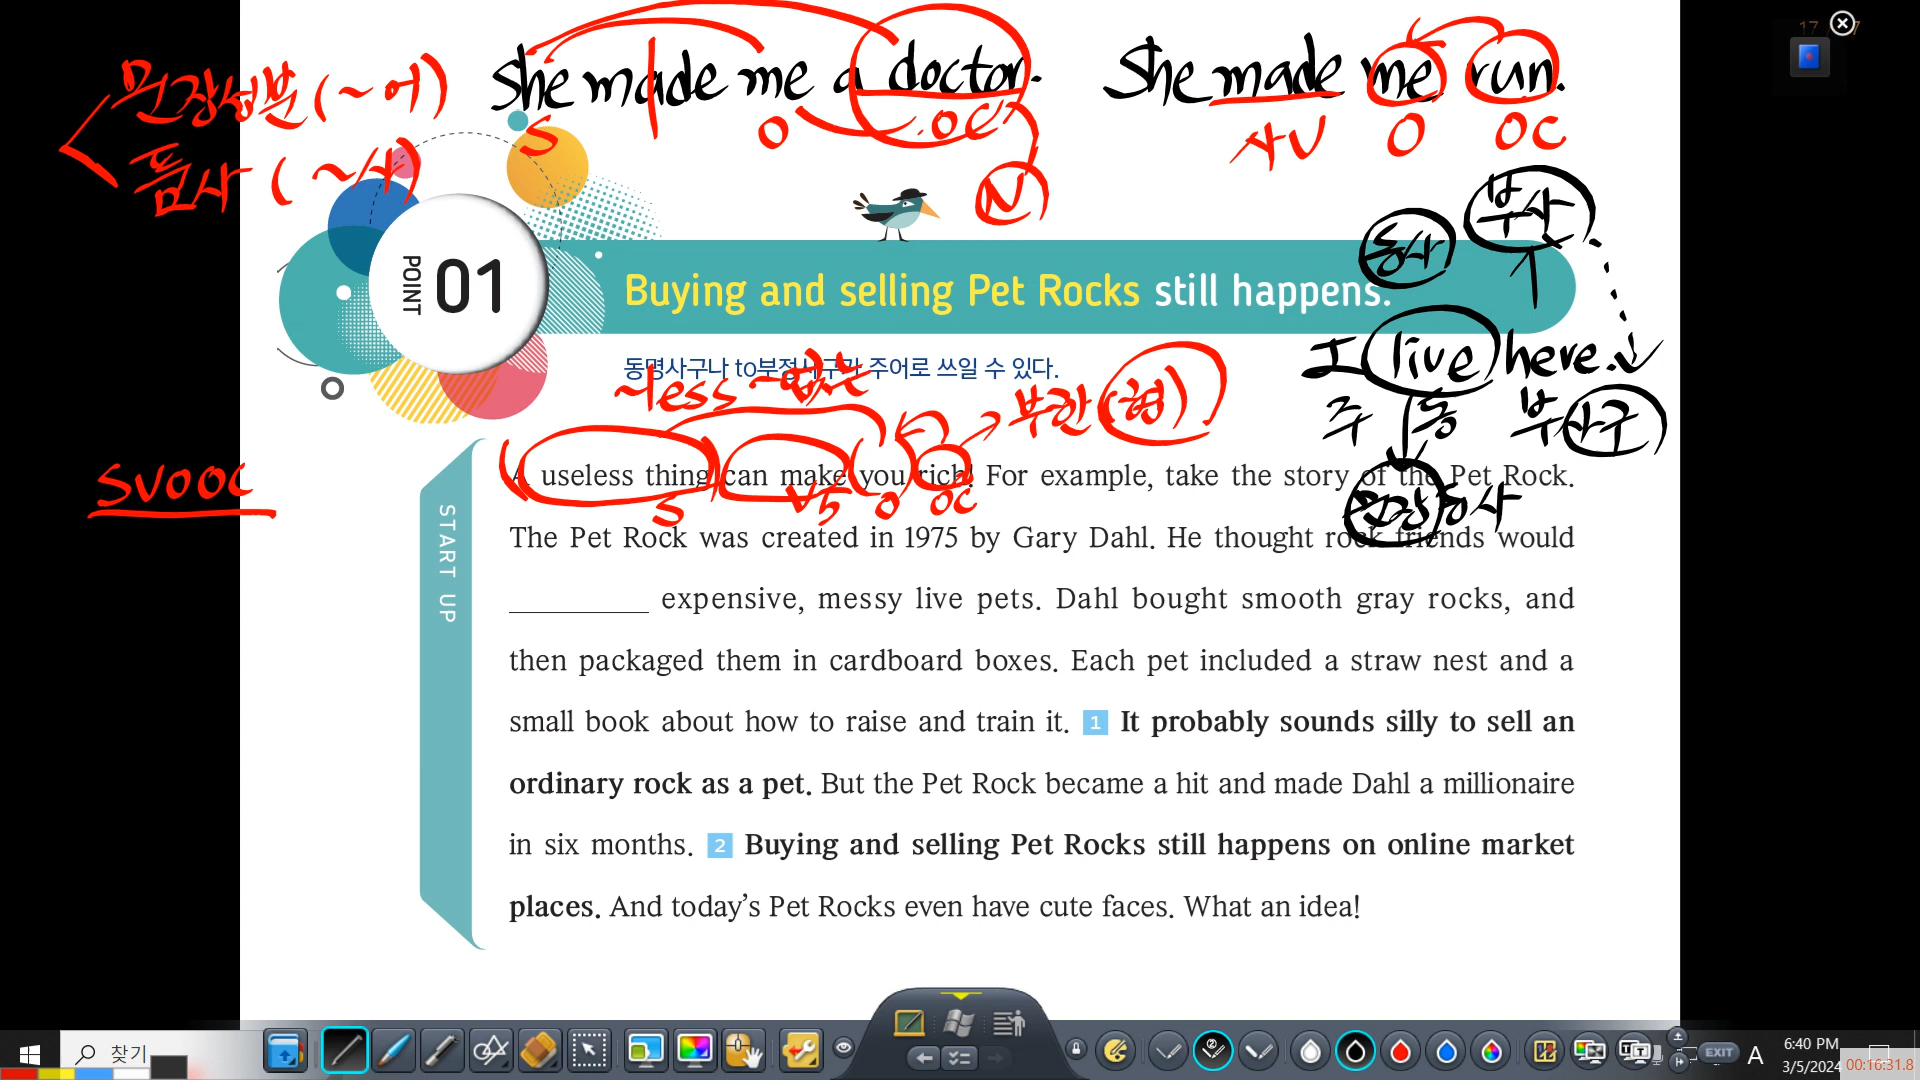 17 / 7
She made me a doctor. She made me run.
문장성분 (~어)
S O OC 사V O OC
품사 (~사)
N
부사
동사
POINT 01
Buying and selling Pet Rocks still happens.
동명사구나 to부정사구가 주어로 쓰일 수 있다.
I live here.
~less ~없는
부한 (형)
주 동 부사구
SVOOC
START UP
A useless thing can make you rich! For example, take the story of the Pet Rock.
S V5 O OC
문장동사
The Pet Rock was created in 1975 by Gary Dahl. He thought rock friends would
__________ expensive, messy live pets. Dahl bought smooth gray rocks, and
then packaged them in cardboard boxes. Each pet included a straw nest and a
small book about how to raise and train it. 1 It probably sounds silly to sell an
ordinary rock as a pet. But the Pet Rock became a hit and made Dahl a millionaire
in six months. 2 Buying and selling Pet Rocks still happens on online market
places. And today’s Pet Rocks even have cute faces. What an idea!
찾기
EXIT A
6:40 PM
3/5/2024
00:16:31.8